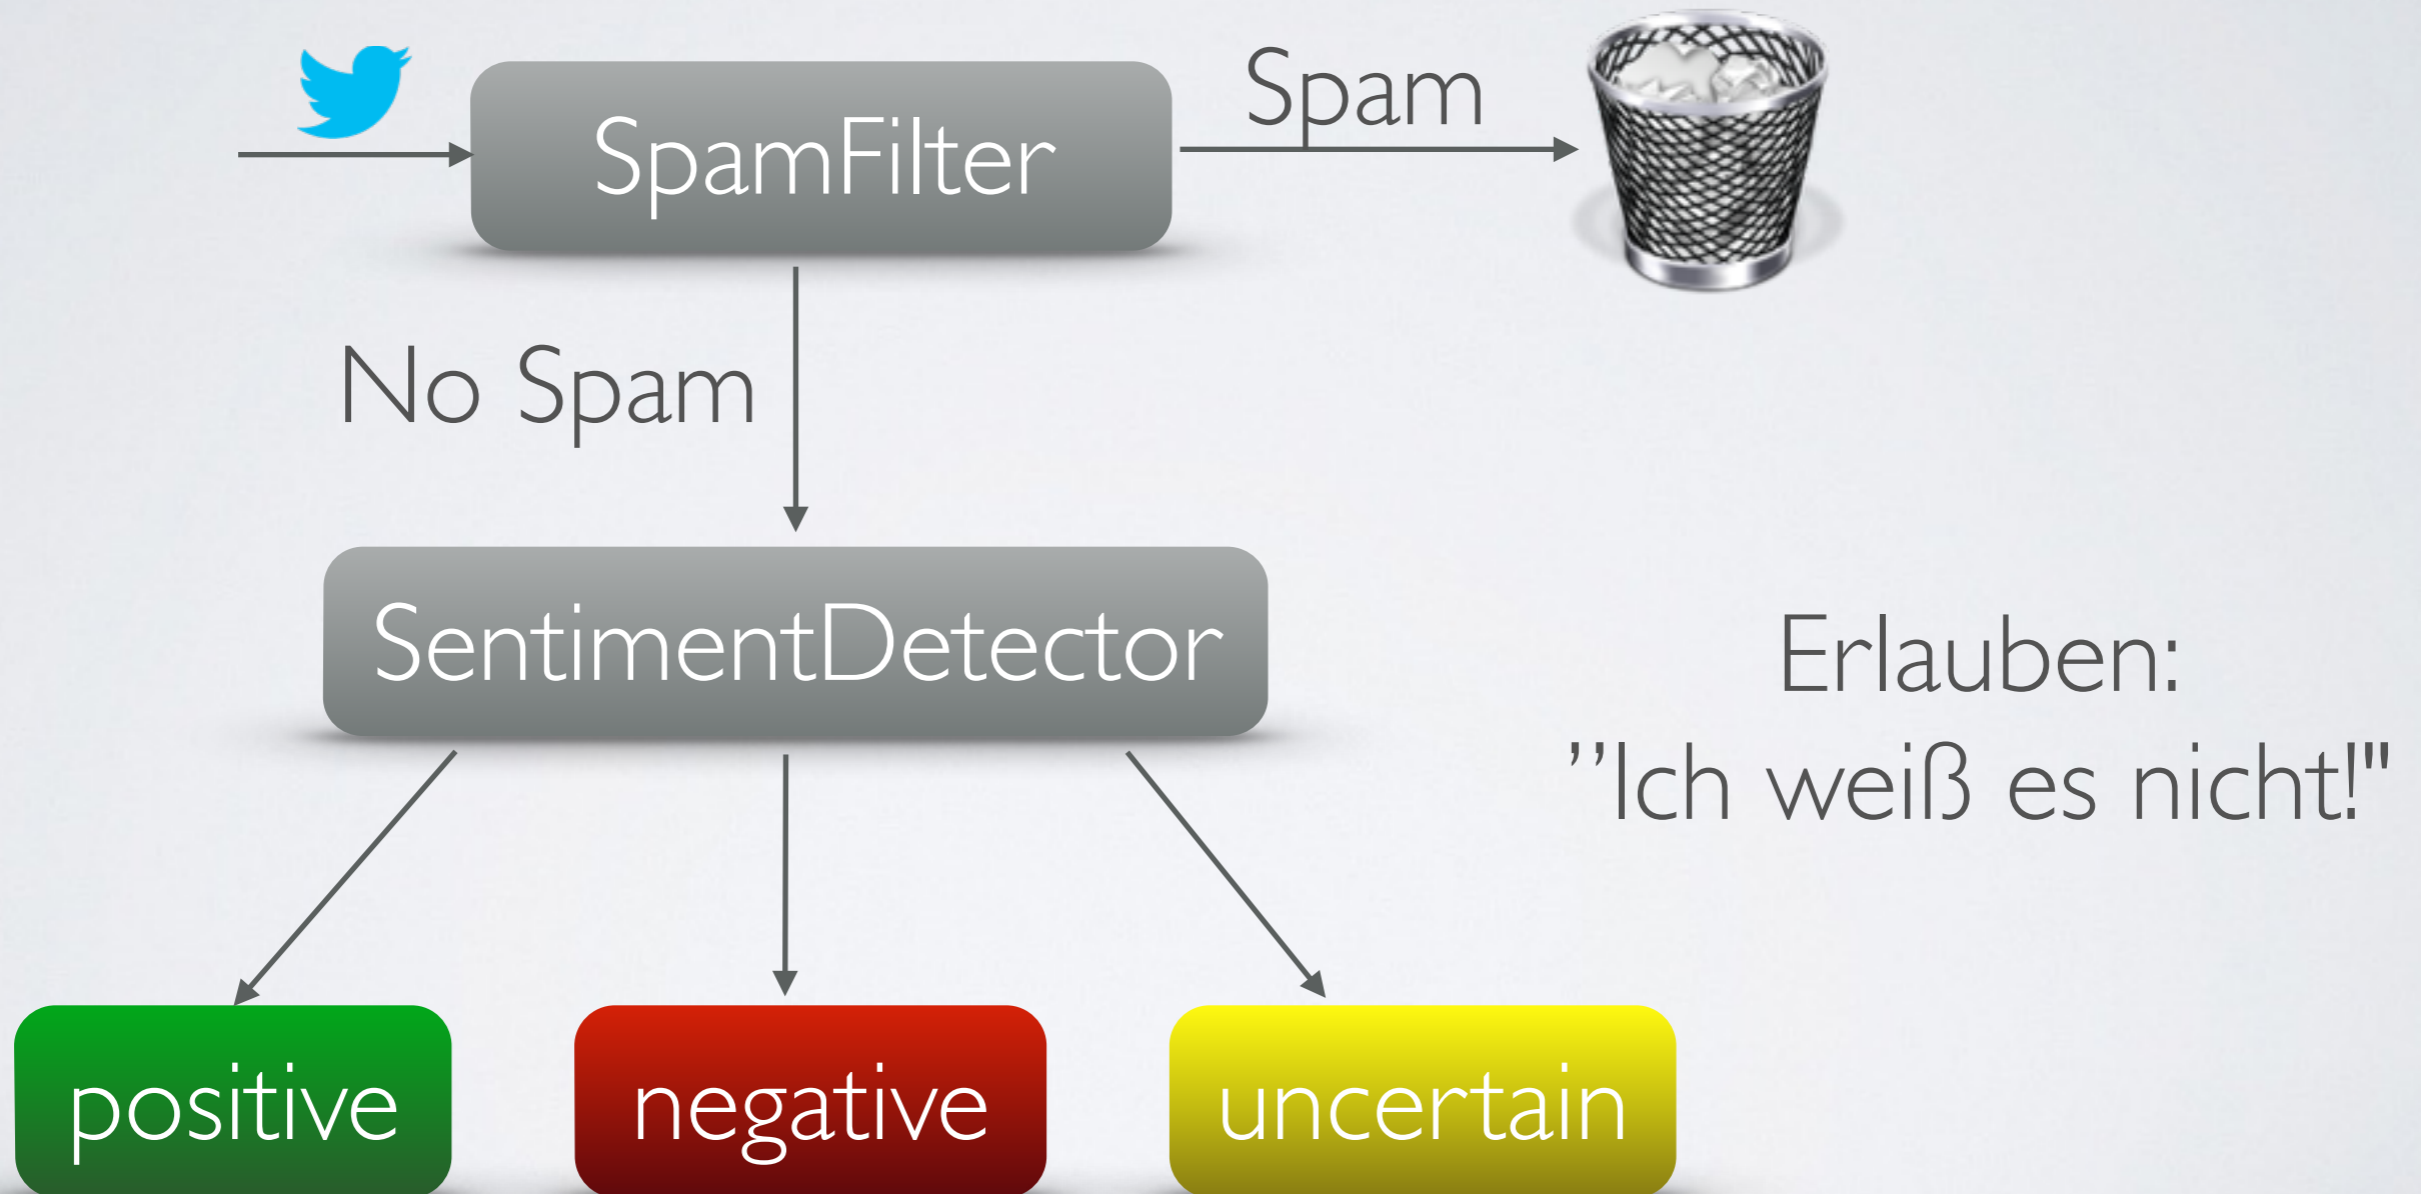 SpamFilter
Spam
No Spam
SentimentDetector
Erlauben:
’’Ich weiß es nicht!"
positive
negative
uncertain